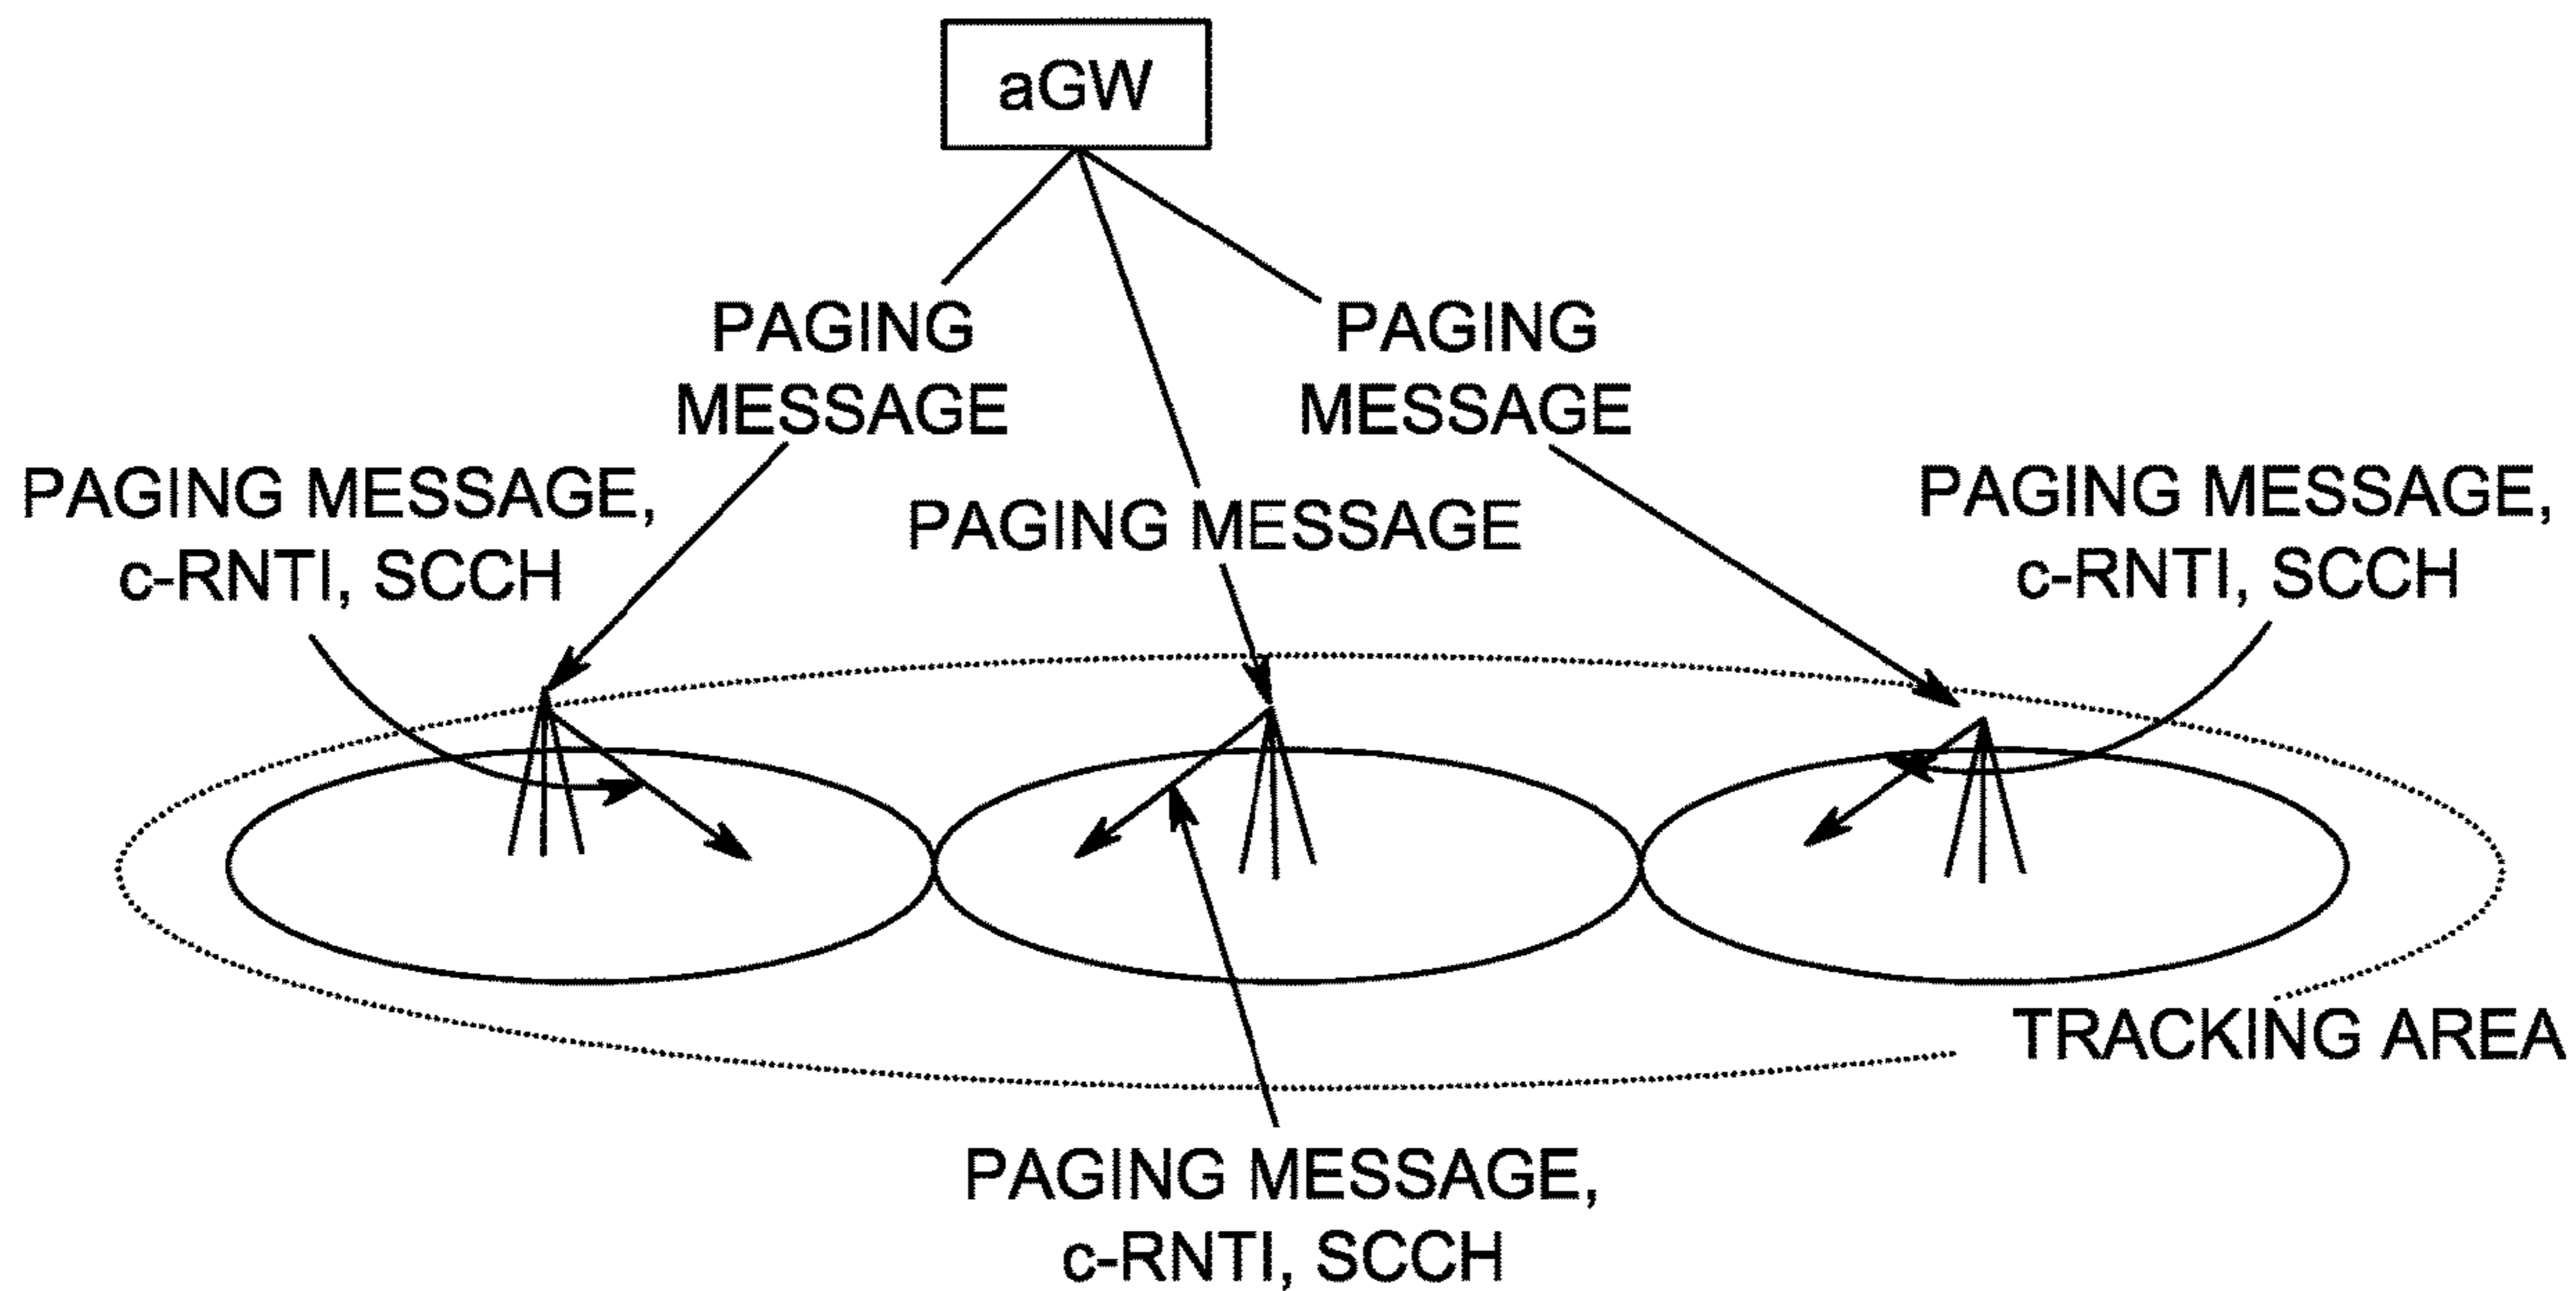 aGW
PAGING
MESSAGE
PAGING
MESSAGE
PAGING MESSAGE,
c-RNTI, SCCH
PAGING MESSAGE
PAGING MESSAGE,
c-RNTI, SCCH
TRACKING AREA
PAGING MESSAGE,
c-RNTI, SCCH